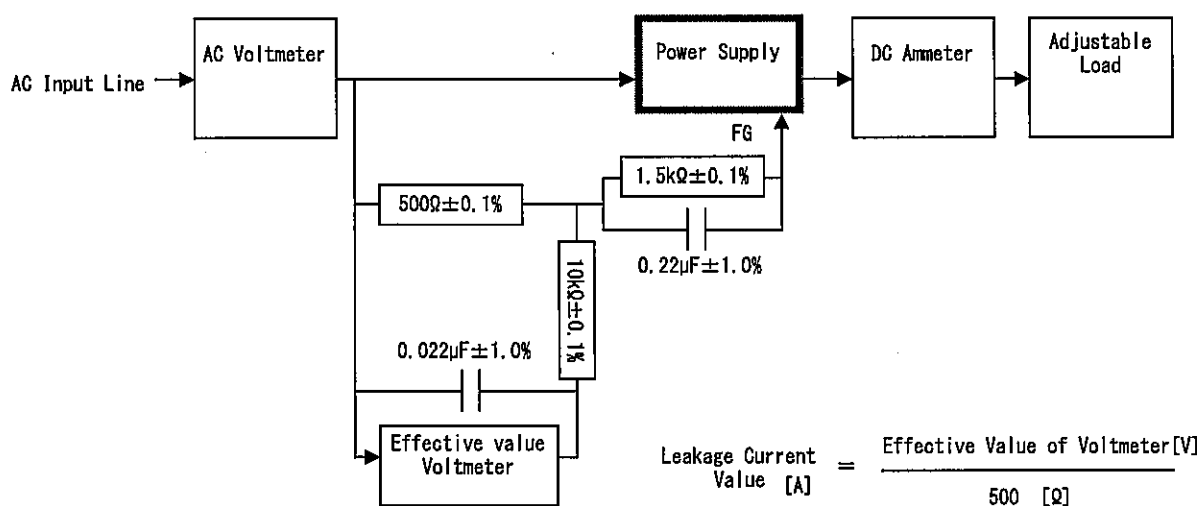 AC Voltmeter
Power Supply
DC Ammeter
Adjustable
Load
AC Input Line
FG
1.5kΩ±0.1%
500Ω±0.1%
0.22μF±1.0%
10kΩ±0.1%
0.022μF±1.0%
Effective value
Voltmeter
Leakage Current
Value [A]
=
Effective Value of Voltmeter[V]
500 [Ω]